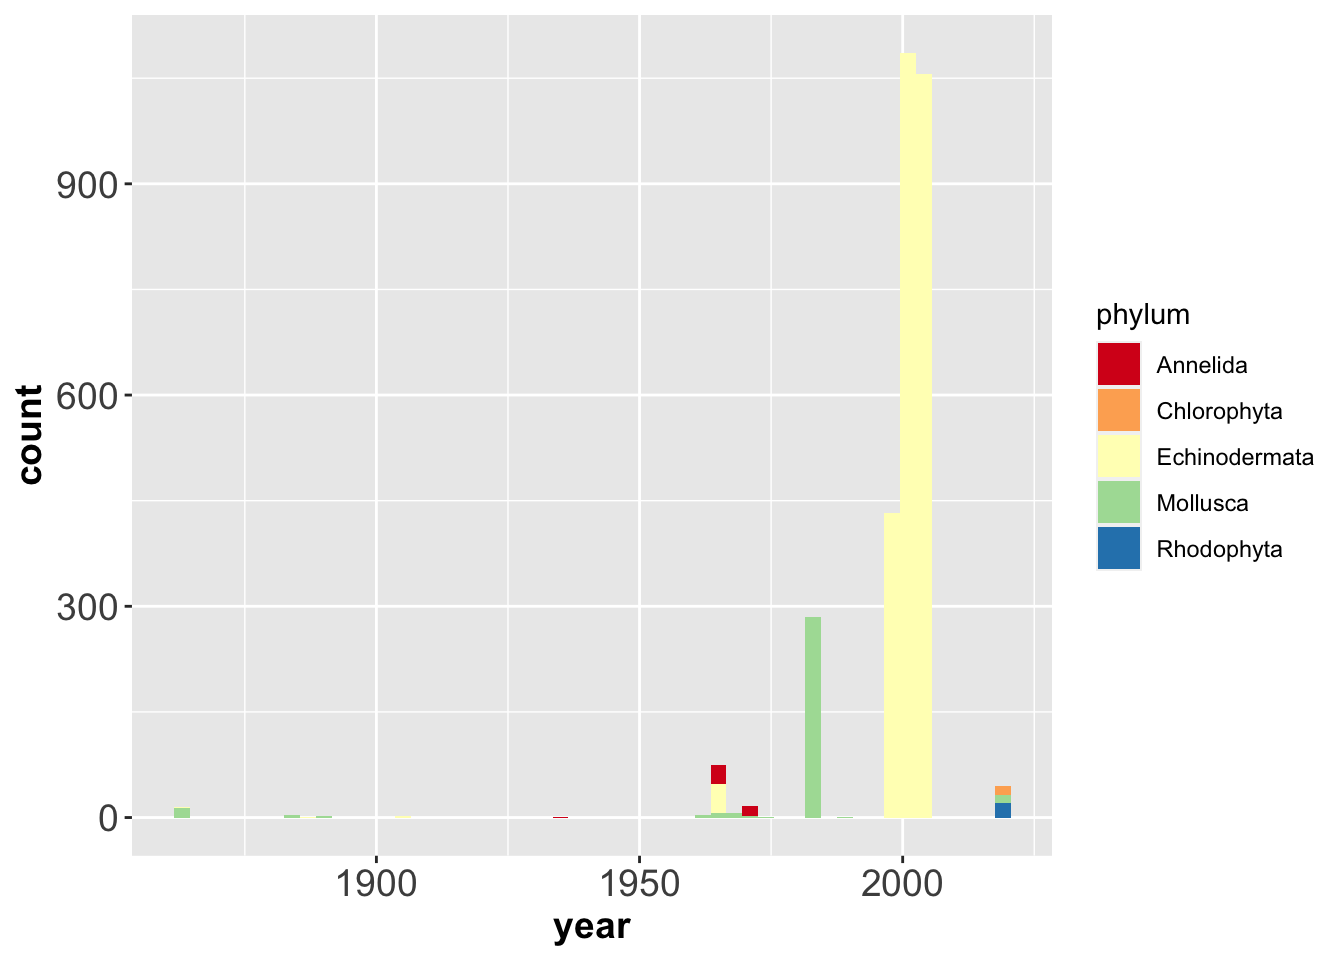 900
600
300
0
count
1900 1950 2000
year
phylum
Annelida
Chlorophyta
Echinodermata
Mollusca
Rhodophyta